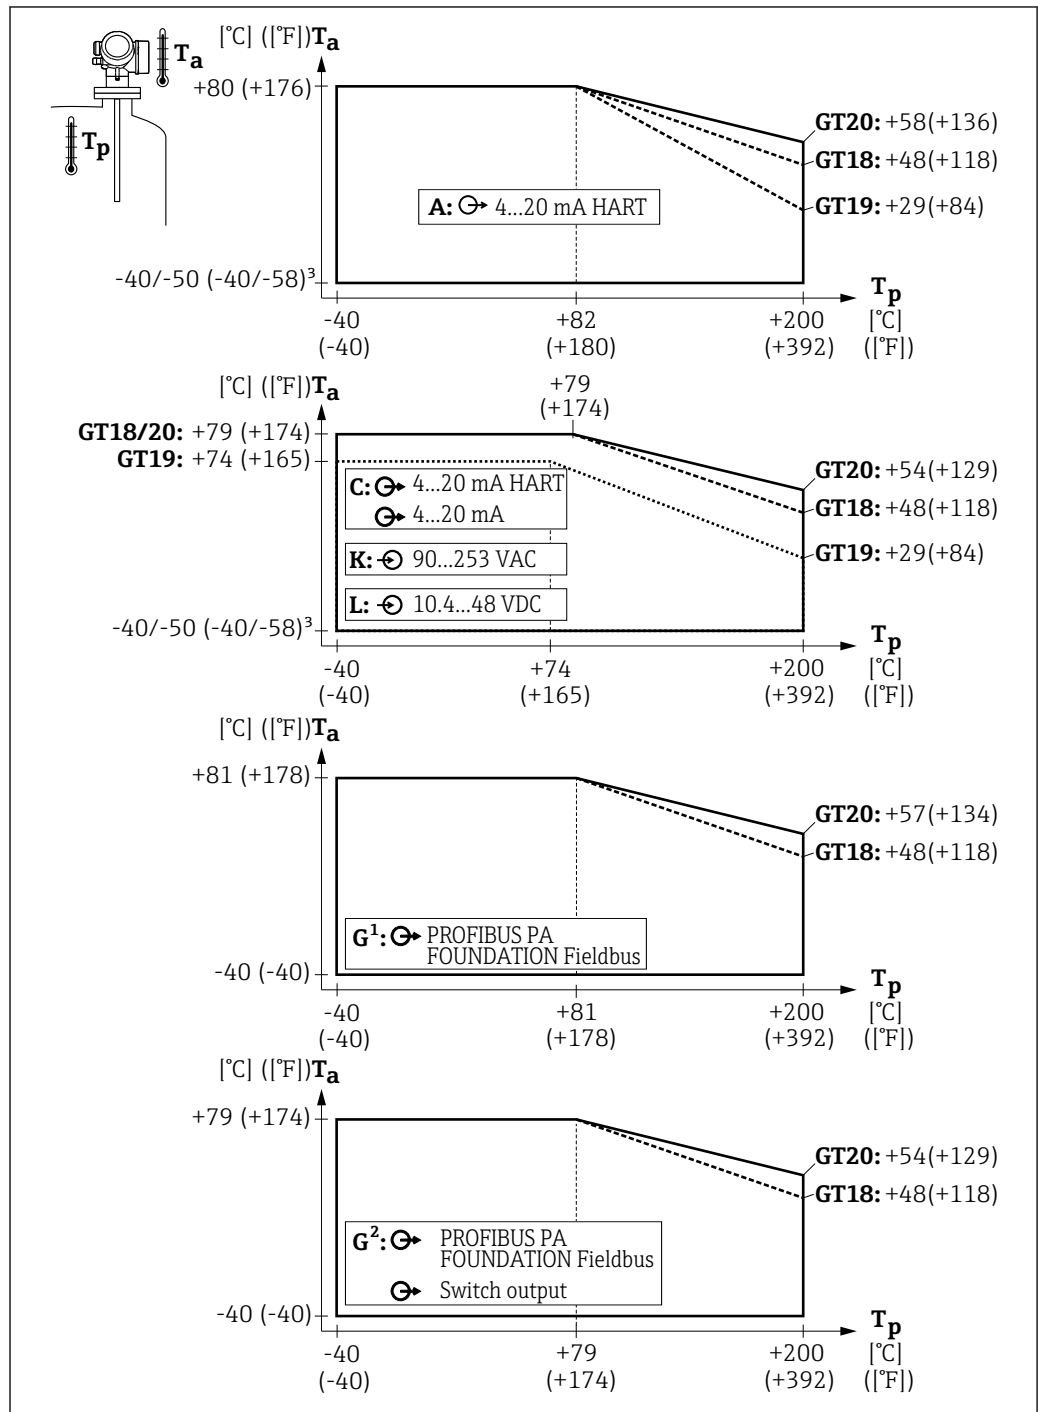 [°C] ([°F]) Ta
Ta
Tp
+80 (+176)
GT20: +58(+136)
GT18: +48(+118)
GT19: +29(+84)
A: 4...20 mA HART
-40/-50 (-40/-58)³
Tp
-40 +82 +200 [°C]
(-40) (+180) (+392) ([°F])
[°C] ([°F]) Ta
+79
(+174)
GT18/20: +79 (+174)
GT19: +74 (+165)
GT20: +54(+129)
GT18: +48(+118)
GT19: +29(+84)
C: 4...20 mA HART
4...20 mA
K: 90...253 VAC
L: 10.4...48 VDC
-40/-50 (-40/-58)³
Tp
-40 +74 +200 [°C]
(-40) (+165) (+392) ([°F])
[°C] ([°F]) Ta
+81 (+178)
GT20: +57(+134)
GT18: +48(+118)
G¹: PROFIBUS PA
FOUNDATION Fieldbus
-40 (-40)
Tp
-40 +81 +200 [°C]
(-40) (+178) (+392) ([°F])
[°C] ([°F]) Ta
+79 (+174)
GT20: +54(+129)
GT18: +48(+118)
G²: PROFIBUS PA
FOUNDATION Fieldbus
Switch output
-40 (-40)
Tp
-40 +79 +200 [°C]
(-40) (+174) (+392) ([°F])